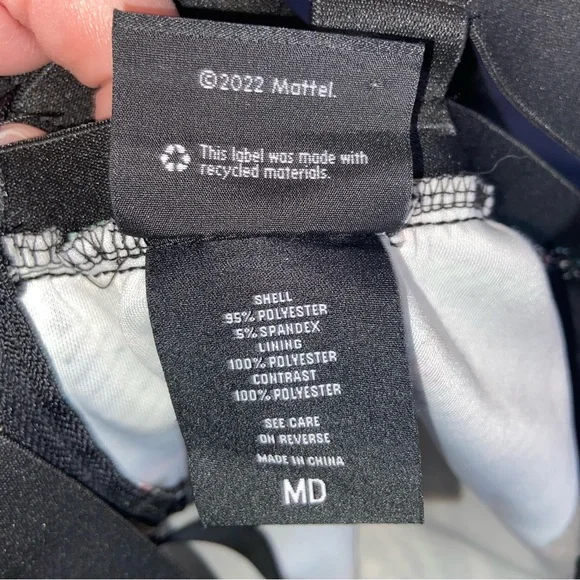 ©2022 Mattel.
This label was made with
recycled materials.
SHELL
95% POLYESTER
5% SPANDEX
LINING
100% POLYESTER
CONTRAST
100% POLYESTER
SEE CARE
ON REVERSE
MADE IN CHINA
MD